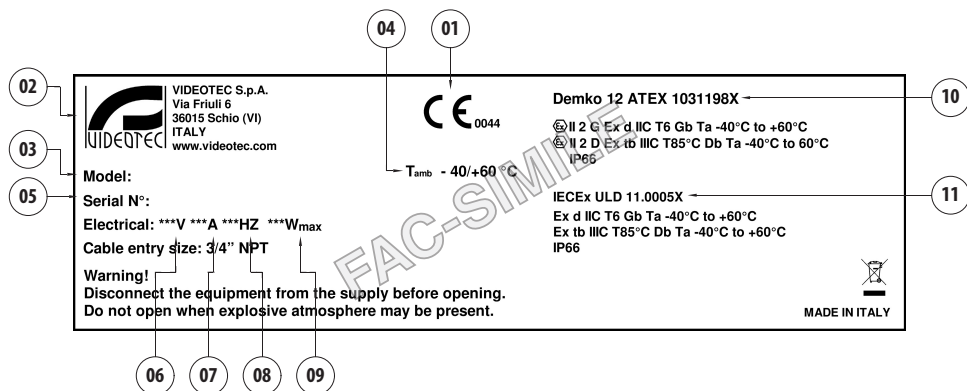 04 01
02
VIDEOTEC
VIDEOTEC S.p.A.
Via Friuli 6
36015 Schio (VI)
ITALY
www.videotec.com
CE 0044
Demko 12 ATEX 1031198X
10
Ex II 2 G Ex d IIC T6 Gb Ta -40°C to +60°C
Ex II 2 D Ex tb IIIC T85°C Db Ta -40°C to 60°C
IP66
03
Model:
Tamb - 40/+60 °C
05
Serial N°:
IECEx ULD 11.0005X
11
Ex d IIC T6 Gb Ta -40°C to +60°C
Ex tb IIIC T85°C Db Ta -40°C to +60°C
IP66
Electrical: ***V ***A ***HZ ***Wmax
Cable entry size: 3/4” NPT
Warning!
Disconnect the equipment from the supply before opening.
Do not open when explosive atmosphere may be present.
MADE IN ITALY
FAC-SIMILE
06 07 08 09